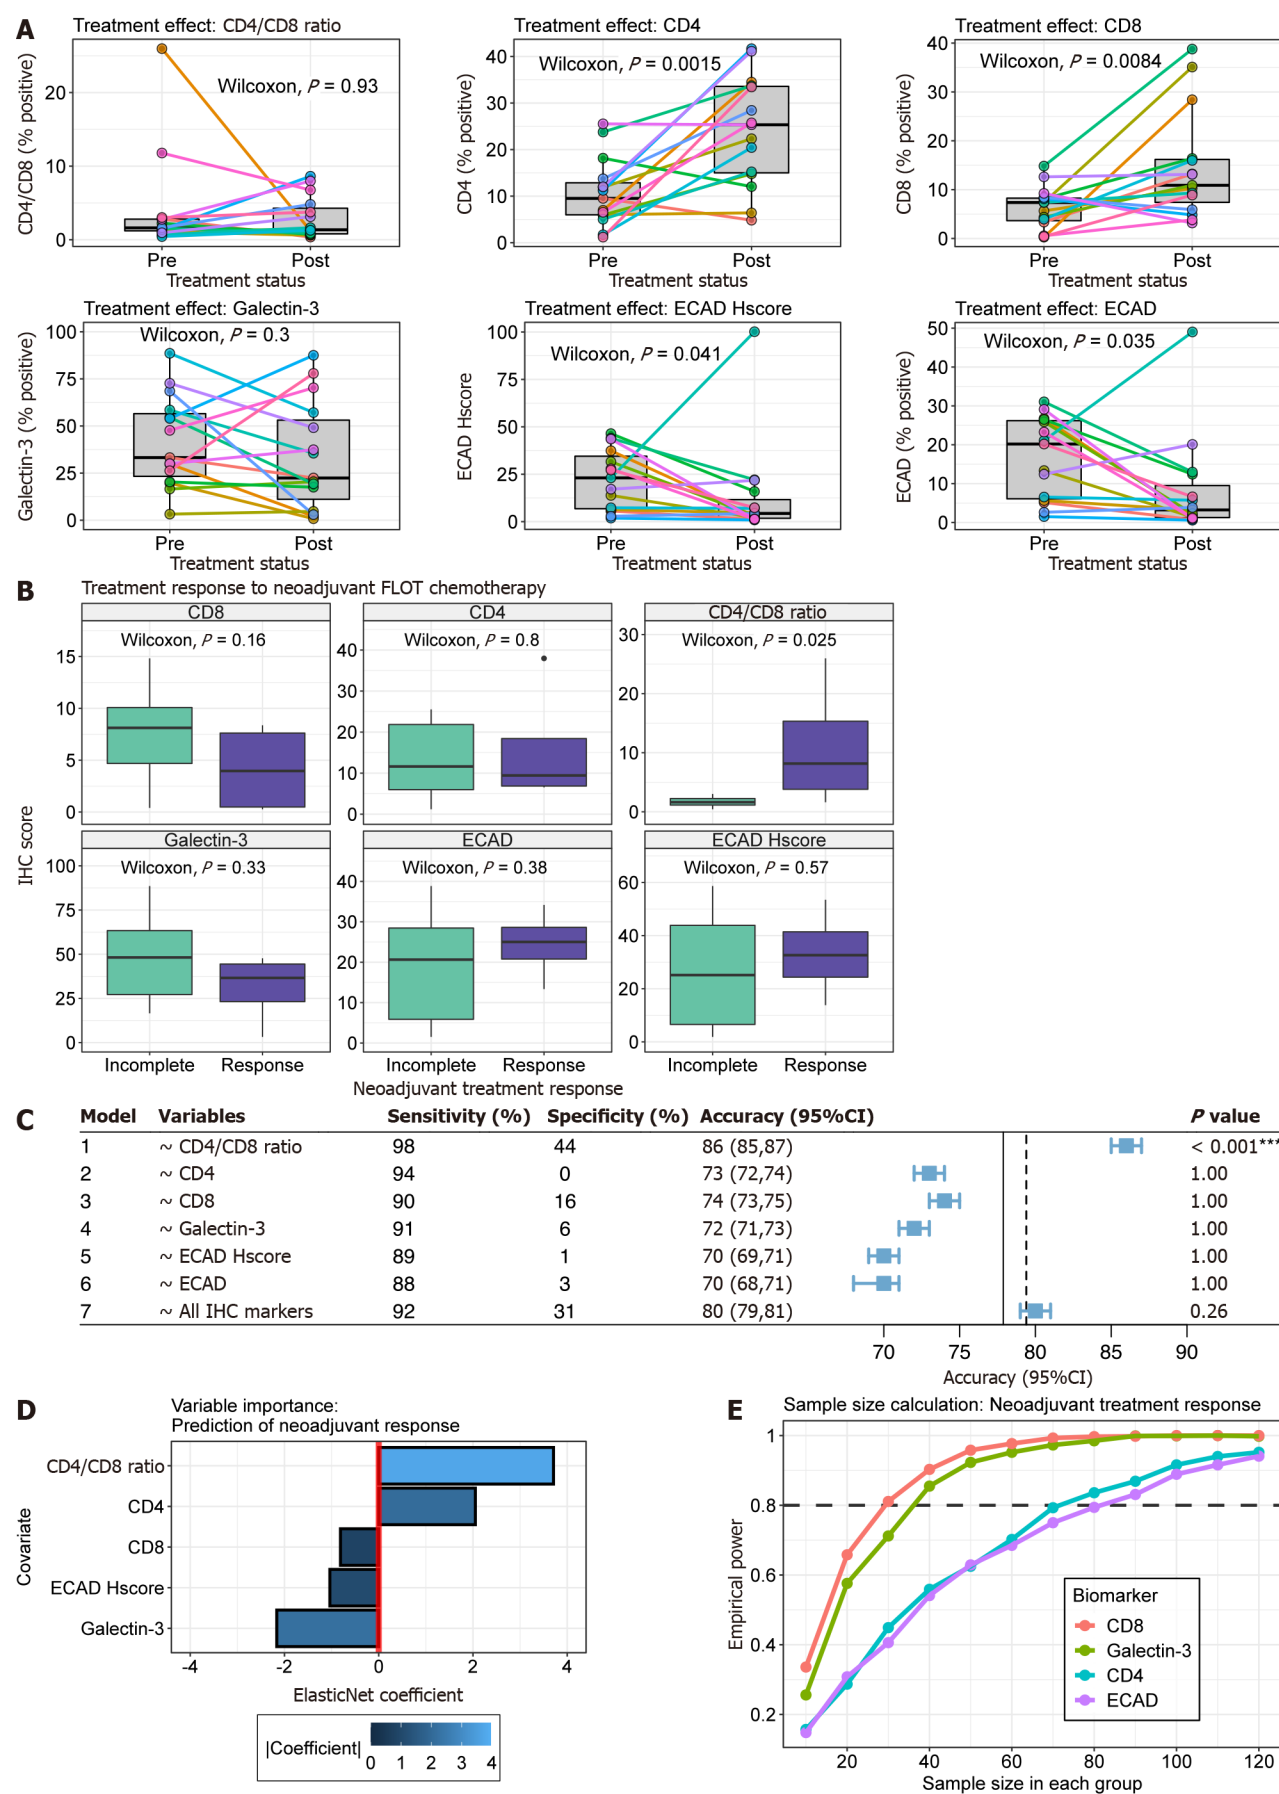 A
Treatment effect: CD4/CD8 ratio
Wilcoxon, P = 0.93
CD4/CD8 (% positive)
20
10
0
Pre Post
Treatment status
Treatment effect: CD4
Wilcoxon, P = 0.0015
CD4 (% positive)
40
30
20
10
0
Pre Post
Treatment status
Treatment effect: CD8
Wilcoxon, P = 0.0084
CD8 (% positive)
40
30
20
10
0
Pre Post
Treatment status
Treatment effect: Galectin-3
Wilcoxon, P = 0.3
Galectin-3 (% positive)
100
75
50
25
0
Pre Post
Treatment status
Treatment effect: ECAD Hscore
Wilcoxon, P = 0.041
ECAD Hscore
100
75
50
25
0
Pre Post
Treatment status
Treatment effect: ECAD
Wilcoxon, P = 0.035
ECAD (% positive)
50
40
30
20
10
0
Pre Post
Treatment status
B
Treatment response to neoadjuvant FLOT chemotherapy
IHC score
CD8
Wilcoxon, P = 0.16
15
10
5
0
CD4
Wilcoxon, P = 0.8
40
30
20
10
0
CD4/CD8 ratio
Wilcoxon, P = 0.025
30
20
10
0
Galectin-3
Wilcoxon, P = 0.33
100
75
50
25
0
Incomplete Response
ECAD
Wilcoxon, P = 0.38
40
30
20
10
0
Incomplete Response
ECAD Hscore
Wilcoxon, P = 0.57
60
40
20
0
Incomplete Response
Neoadjuvant treatment response
C
Model Variables Sensitivity (%) Specificity (%) Accuracy (95%CI) P value
1 ~ CD4/CD8 ratio 98 44 86 (85,87) < 0.001***
2 ~ CD4 94 0 73 (72,74) 1.00
3 ~ CD8 90 16 74 (73,75) 1.00
4 ~ Galectin-3 91 6 72 (71,73) 1.00
5 ~ ECAD Hscore 89 1 70 (69,71) 1.00
6 ~ ECAD 88 3 70 (68,71) 1.00
7 ~ All IHC markers 92 31 80 (79,81) 0.26
70 75 80 85 90
Accuracy (95%CI)
D
Variable importance:
Prediction of neoadjuvant response
Covariate
CD4/CD8 ratio
CD4
CD8
ECAD Hscore
Galectin-3
-4 -2 0 2 4
ElasticNet coefficient
|Coefficient|
0 1 2 3 4
E
Sample size calculation: Neoadjuvant treatment response
Empirical power
1
0.8
0.6
0.4
0.2
Biomarker
CD8
Galectin-3
CD4
ECAD
20 40 60 80 100 120
Sample size in each group